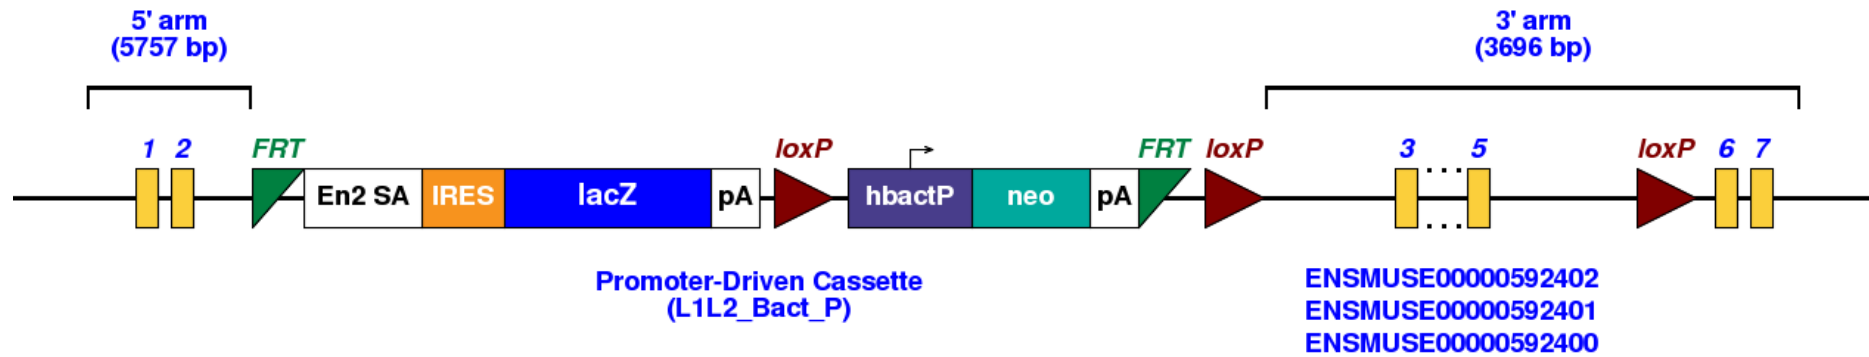 5' arm
(5757 bp)
3' arm
(3696 bp)
1 2 FRT loxP FRT loxP 3 5 loxP 6 7
En2 SA IRES lacZ pA hbactP neo pA
Promoter-Driven Cassette
(L1L2_Bact_P)
ENSMUSE00000592402
ENSMUSE00000592401
ENSMUSE00000592400